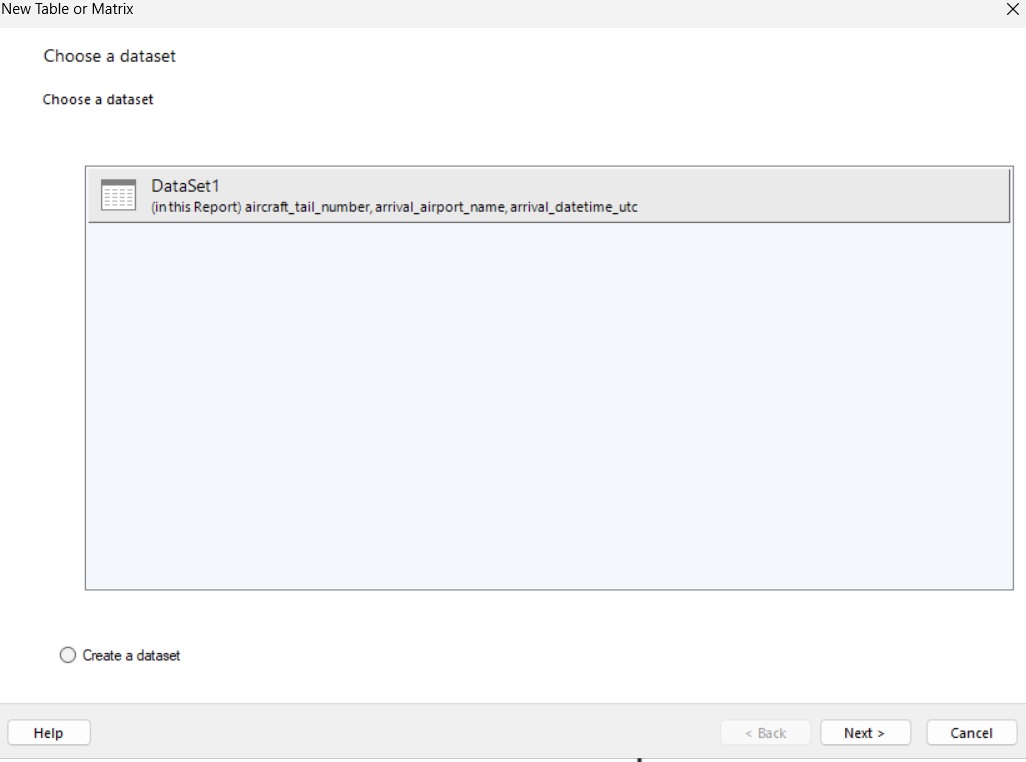 New Table or Matrix
Choose a dataset
Choose a dataset
DataSet1
(in this Report) aircraft_tail_number, arrival_airport_name, arrival_datetime_utc
Create a dataset
Help
< Back
Next >
Cancel